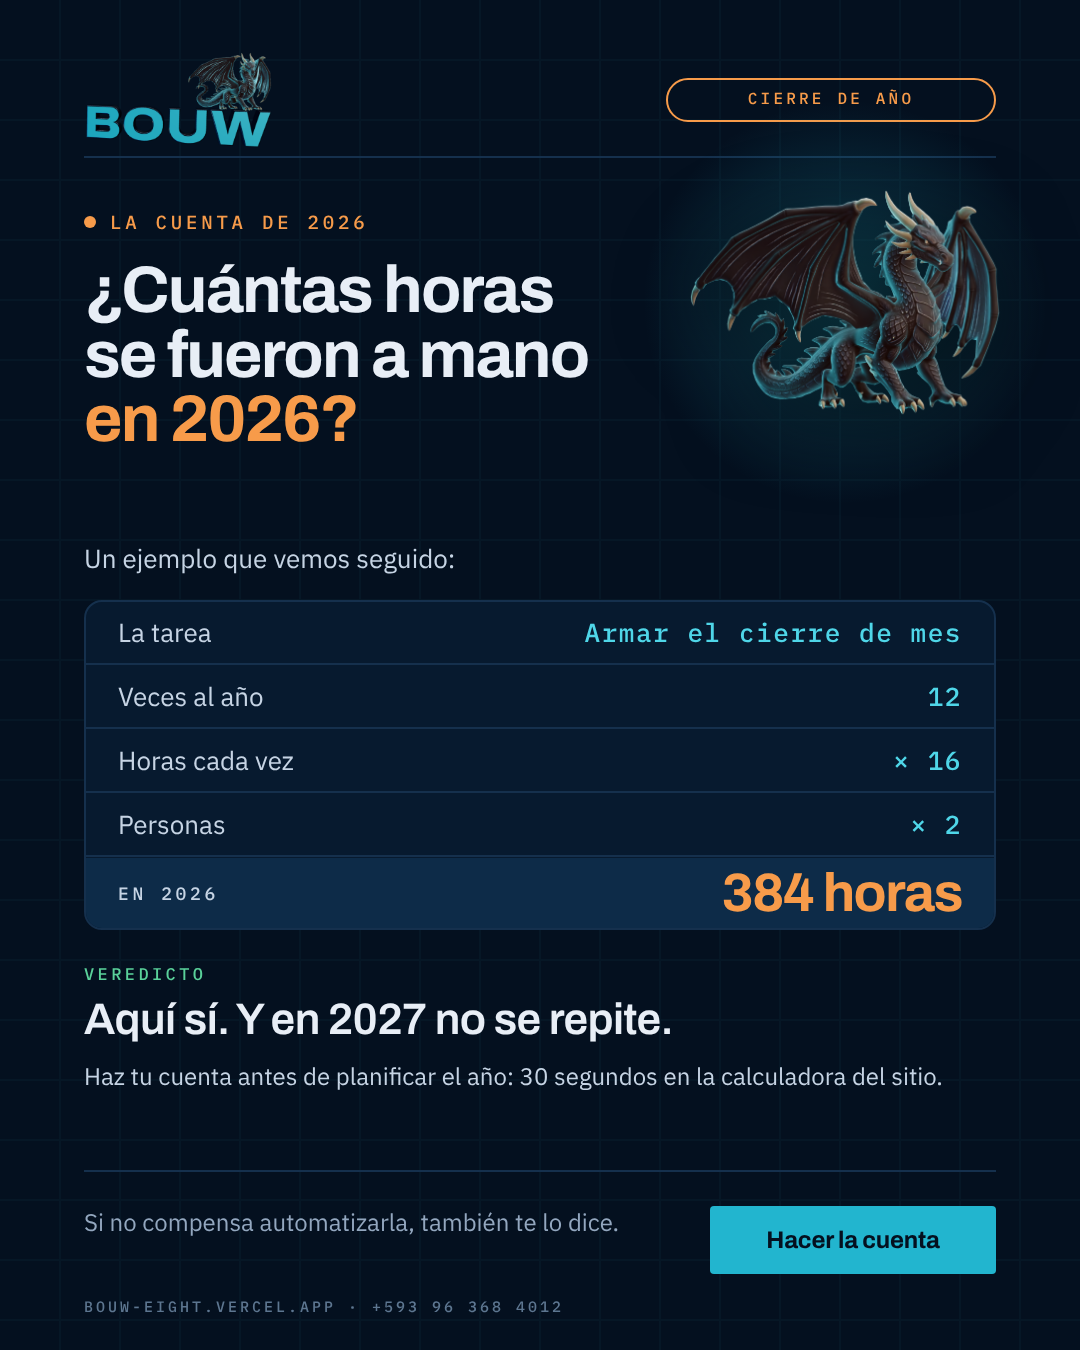 BOUW
CIERRE DE AÑO
LA CUENTA DE 2026
¿Cuántas horas
se fueron a mano
en 2026?
Un ejemplo que vemos seguido:
La tarea Armar el cierre de mes
Veces al año 12
Horas cada vez × 16
Personas × 2
EN 2026 384 horas
VEREDICTO
Aquí sí. Y en 2027 no se repite.
Haz tu cuenta antes de planificar el año: 30 segundos en la calculadora del sitio.
Si no compensa automatizarla, también te lo dice.
Hacer la cuenta
BOUW-EIGHT.VERCEL.APP · +593 96 368 4012